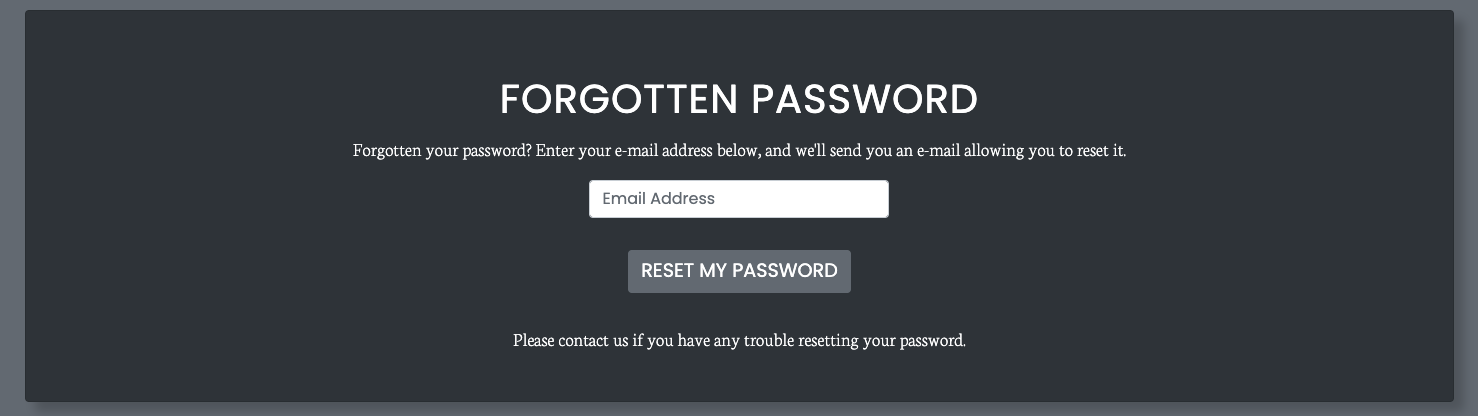 FORGOTTEN PASSWORD
Forgotten your password? Enter your e-mail address below, and we'll send you an e-mail allowing you to reset it.
Email Address
RESET MY PASSWORD
Please contact us if you have any trouble resetting your password.